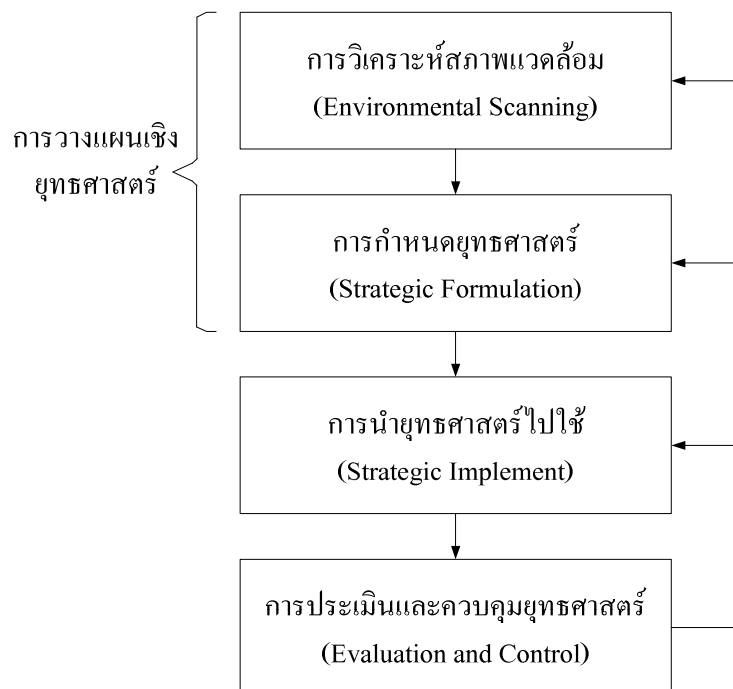 การวิเคราะห์สภาพแวดล้อม
(Environmental Scanning)
การวางแผนเชิง
ยุทธศาสตร์
การกำหนดยุทธศาสตร์
(Strategic Formulation)
การนำยุทธศาสตร์ไปใช้
(Strategic Implement)
การประเมินและควบคุมยุทธศาสตร์
(Evaluation and Control)